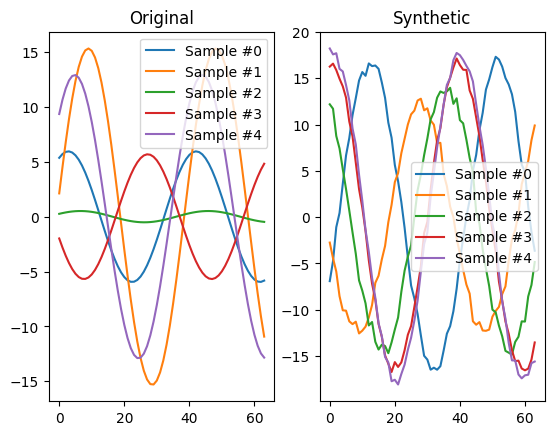 Original
Sample #0
Sample #1
Sample #2
Sample #3
Sample #4
15
10
5
0
−5
−10
−15
0
20
40
60
Synthetic
20
15
10
5
0
−5
−10
−15
Sample #0
Sample #1
Sample #2
Sample #3
Sample #4
0
20
40
60